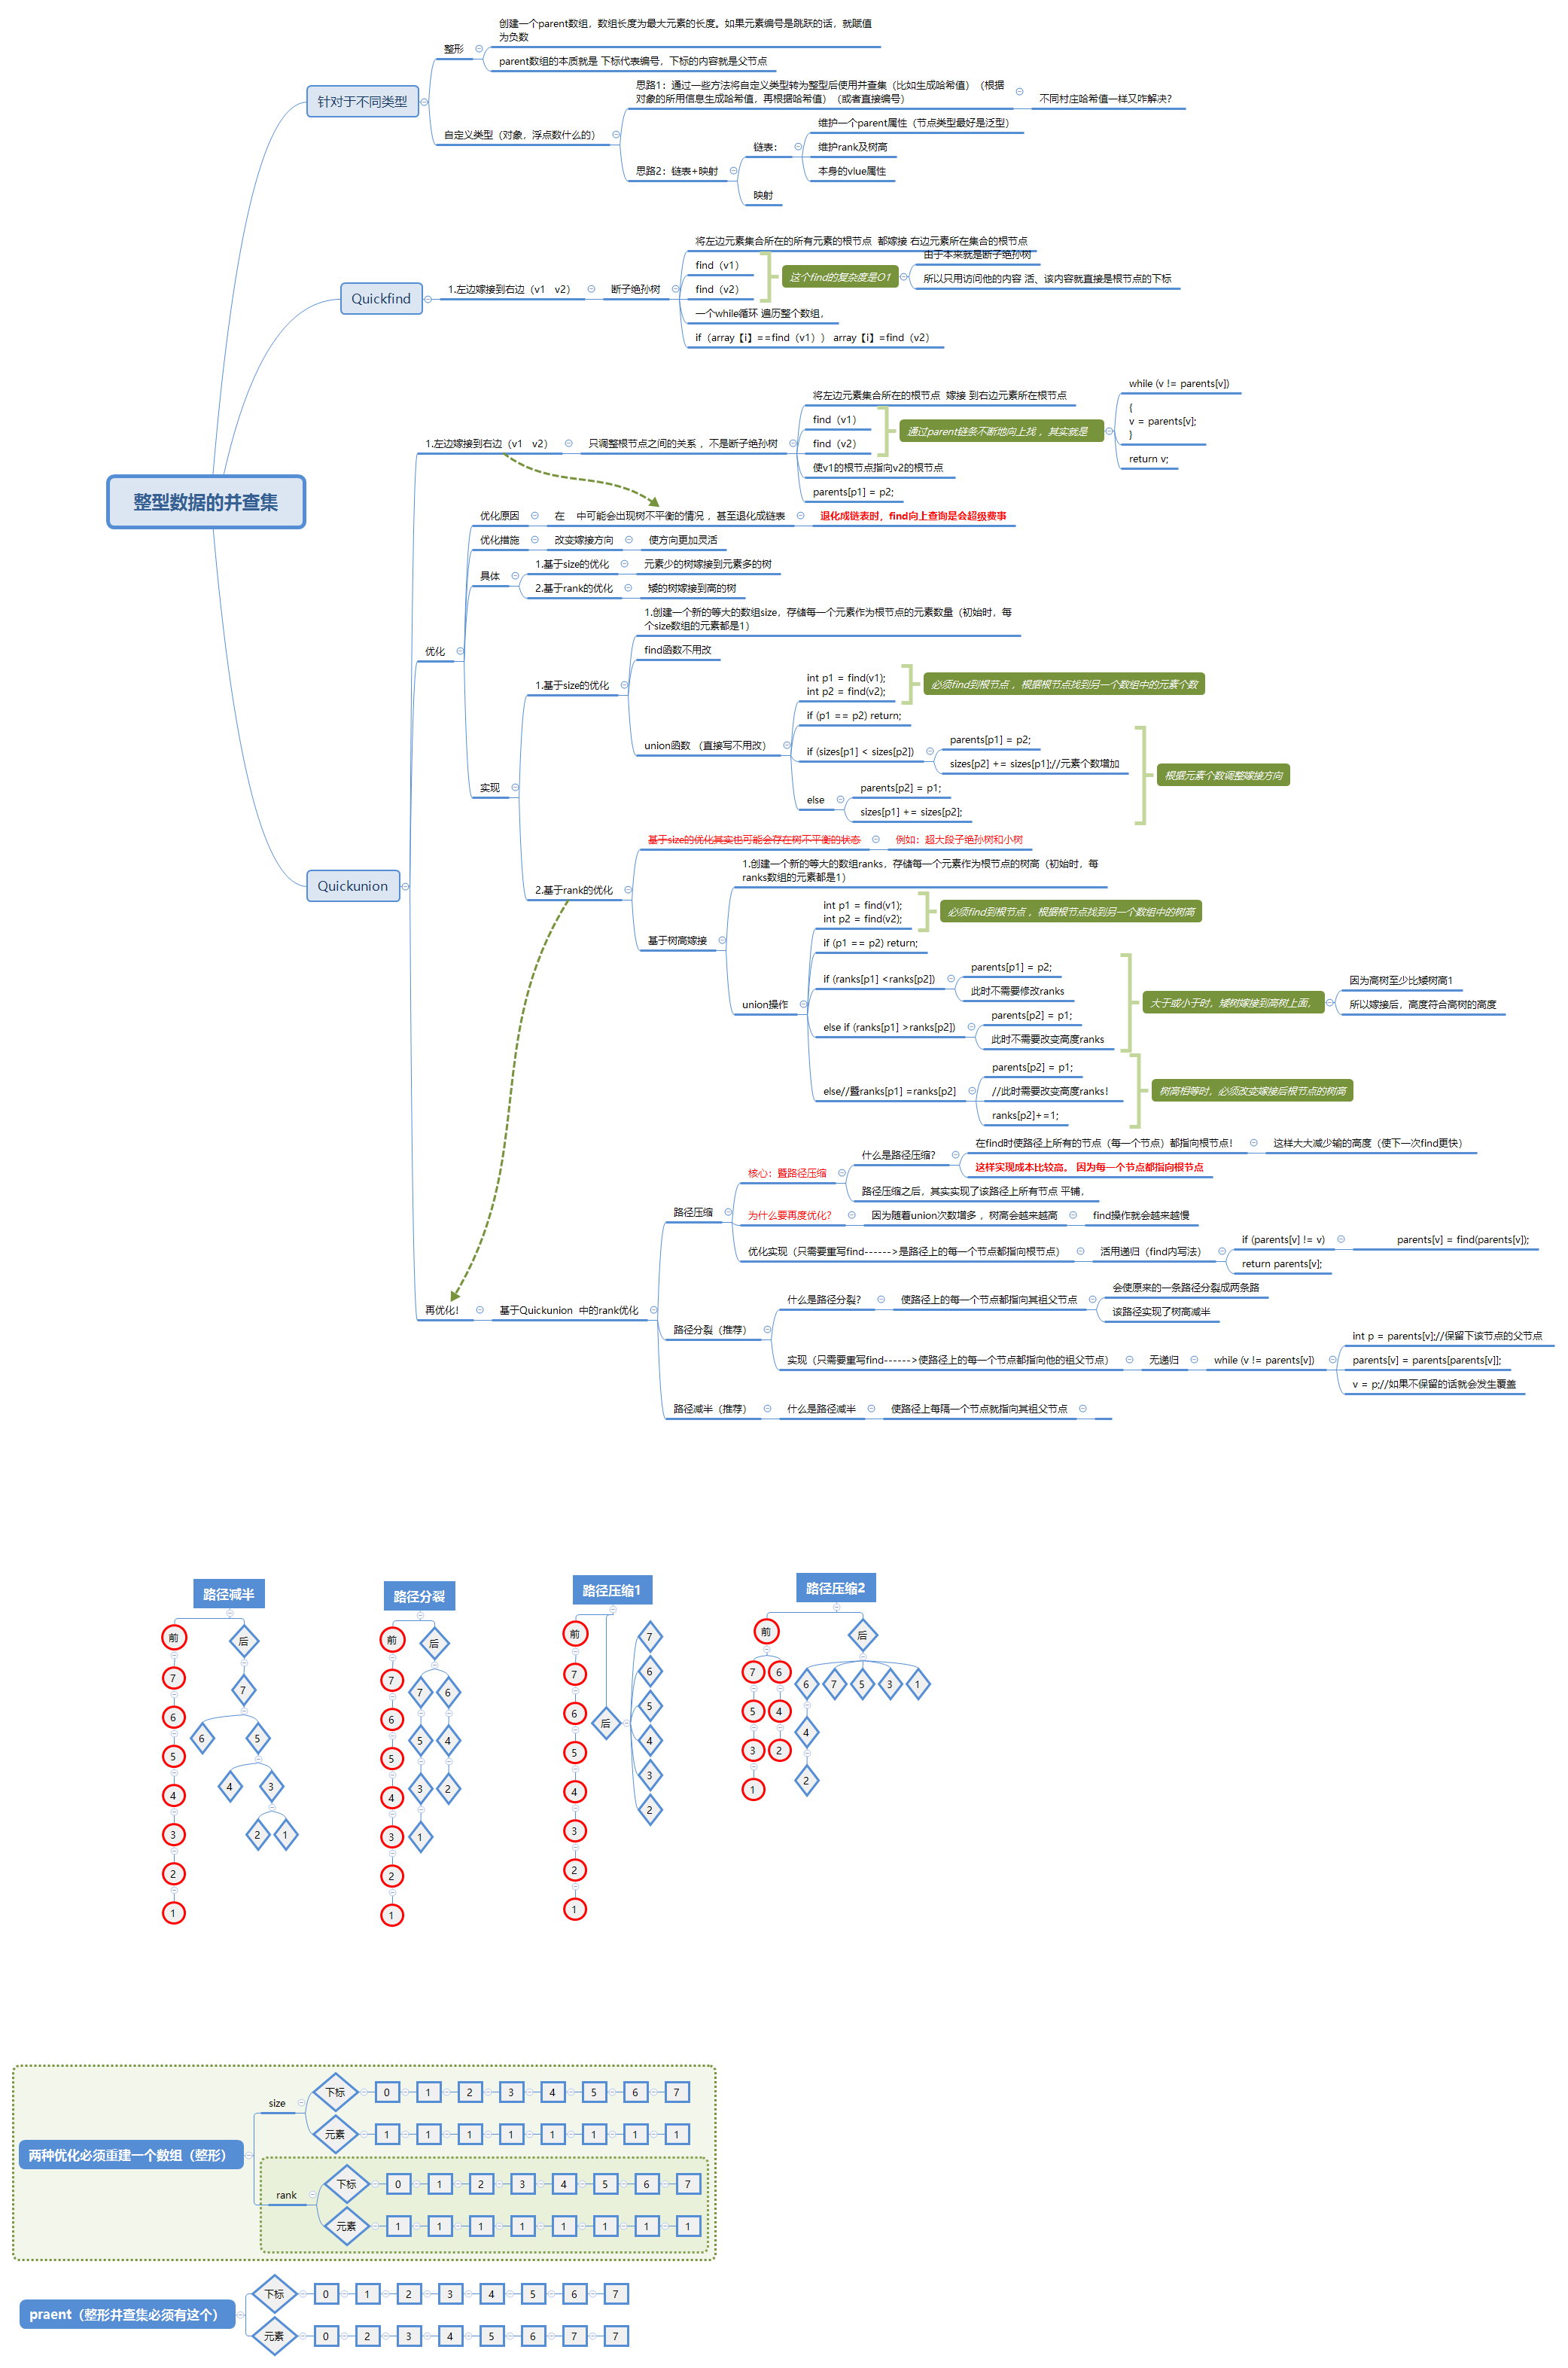 整型数据的并查集
针对于不同类型
整形
创建一个parent数组，数组长度为最大元素的长度。如果元素编号是跳跃的话，就赋值
为负数
parent数组的本质就是 下标代表编号，下标的内容就是父节点
自定义类型（对象，浮点数什么的）
思路1：通过一些方法将自定义类型转为整型后使用并查集（比如生成哈希值）（根据
对象的所用信息生成哈希值，再根据哈希值）（或者直接编号）
不同村庄哈希值一样又咋解决？
思路2：链表+映射
链表：
维护一个parent属性（节点类型最好是泛型）
维护rank及树高
本身的vlue属性
映射
Quickfind
1.左边嫁接到右边（v1 v2）
断子绝孙树
将左边元素集合所在的所有元素的根节点 都嫁接 右边元素所在集合的根节点
find（v1）
find（v2）
这个find的复杂度是O1
由于本来就是断子绝孙树
所以只用访问他的内容 活、该内容就直接是根节点的下标
一个while循环 遍历整个数组，
if（array【i】==find（v1）） array【i】=find（v2）
Quickunion
1.左边嫁接到右边（v1 v2）
只调整根节点之间的关系 ，不是断子绝孙树
将左边元素集合所在的根节点 嫁接 到右边元素所在根节点
find（v1）
find（v2）
通过parent链条不断地向上找 ，其实就是
while (v != parents[v])
{
v = parents[v];
}
return v;
使v1的根节点指向v2的根节点
parents[p1] = p2;
优化
优化原因
在 中可能会出现树不平衡的情况 ，甚至退化成链表
退化成链表时，find向上查询是会超级费事
优化措施
改变嫁接方向
使方向更加灵活
具体
1.基于size的优化
元素少的树嫁接到元素多的树
2.基于rank的优化
矮的树嫁接到高的树
实现
1.基于size的优化
1.创建一个新的等大的数组size，存储每一个元素作为根节点的元素数量（初始时，每
个size数组的元素都是1）
find函数不用改
union函数 （直接写不用改）
int p1 = find(v1);
int p2 = find(v2);
必须find到根节点 ，根据根节点找到另一个数组中的元素个数
if (p1 == p2) return;
if (sizes[p1] < sizes[p2])
parents[p1] = p2;
sizes[p2] += sizes[p1];//元素个数增加
else
parents[p2] = p1;
sizes[p1] += sizes[p2];
根据元素个数调整嫁接方向
2.基于rank的优化
基于size的优化其实也可能会存在树不平衡的状态
例如：超大段子绝孙树和小树
基于树高嫁接
1.创建一个新的等大的数组ranks，存储每一个元素作为根节点的树高（初始时，每
ranks数组的元素都是1）
union操作
int p1 = find(v1);
int p2 = find(v2);
必须find到根节点 ，根据根节点找到另一个数组中的树高
if (p1 == p2) return;
if (ranks[p1] <ranks[p2])
parents[p1] = p2;
此时不需要修改ranks
else if (ranks[p1] >ranks[p2])
parents[p2] = p1;
此时不需要改变高度ranks
大于或小于时，矮树嫁接到高树上面，
因为高树至少比矮树高1
所以嫁接后，高度符合高树的高度
else//暨ranks[p1] =ranks[p2]
parents[p2] = p1;
//此时需要改变高度ranks！
ranks[p2]+=1;
树高相等时，必须改变嫁接后根节点的树高
再优化！
基于Quickunion 中的rank优化
路径压缩
核心：暨路径压缩
什么是路径压缩？
在find时使路径上所有的节点（每一个节点）都指向根节点！
这样大大减少输的高度（使下一次find更快）
这样实现成本比较高。 因为每一个节点都指向根节点
路径压缩之后，其实实现了该路径上所有节点 平铺，
为什么要再度优化？
因为随着union次数增多 ，树高会越来越高
find操作就会越来越慢
优化实现（只需要重写find------>是路径上的每一个节点都指向根节点）
活用递归（find内写法）
if (parents[v] != v)
parents[v] = find(parents[v]);
return parents[v];
路径分裂（推荐）
什么是路径分裂？
使路径上的每一个节点都指向其祖父节点
会使原来的一条路径分裂成两条路
该路径实现了树高减半
实现（只需要重写find------>使路径上的每一个节点都指向他的祖父节点）
无递归
while (v != parents[v])
int p = parents[v];//保留下该节点的父节点
parents[v] = parents[parents[v]];
v = p;//如果不保留的话就会发生覆盖
路径减半（推荐）
什么是路径减半
使路径上每隔一个节点就指向其祖父节点
路径减半
前
7
6
5
4
3
2
1
后
7
6 5
4 3
2 1
路径分裂
前
7
6
5
4
3
2
1
后
7 6
5 4
3 2
1
路径压缩1
前
7
6
5
4
3
2
1
后
7
6
5
4
3
2
路径压缩2
前
7 6
5 4
3 2
1
后
6 7 5 3 1
4
2
两种优化必须重建一个数组（整形）
size
下标 0 1 2 3 4 5 6 7
元素 1 1 1 1 1 1 1 1
rank
下标 0 1 2 3 4 5 6 7
元素 1 1 1 1 1 1 1 1
praent（整形并查集必须有这个）
下标 0 1 2 3 4 5 6 7
元素 0 2 3 4 5 6 7 7